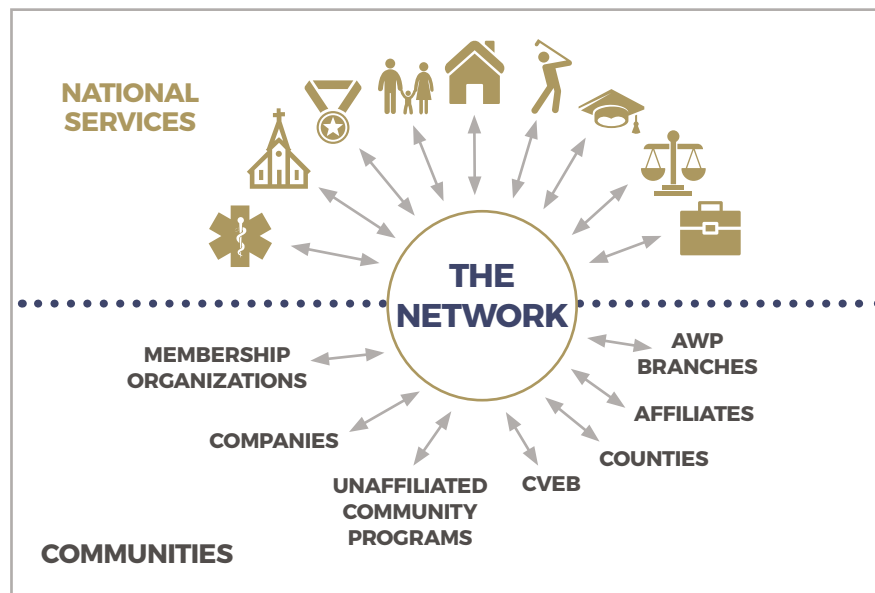 NATIONAL
SERVICES
THE
NETWORK
MEMBERSHIP
ORGANIZATIONS
AWP
BRANCHES
COMPANIES
AFFILIATES
UNAFFILIATED
COMMUNITY
PROGRAMS
CVEB
COUNTIES
COMMUNITIES